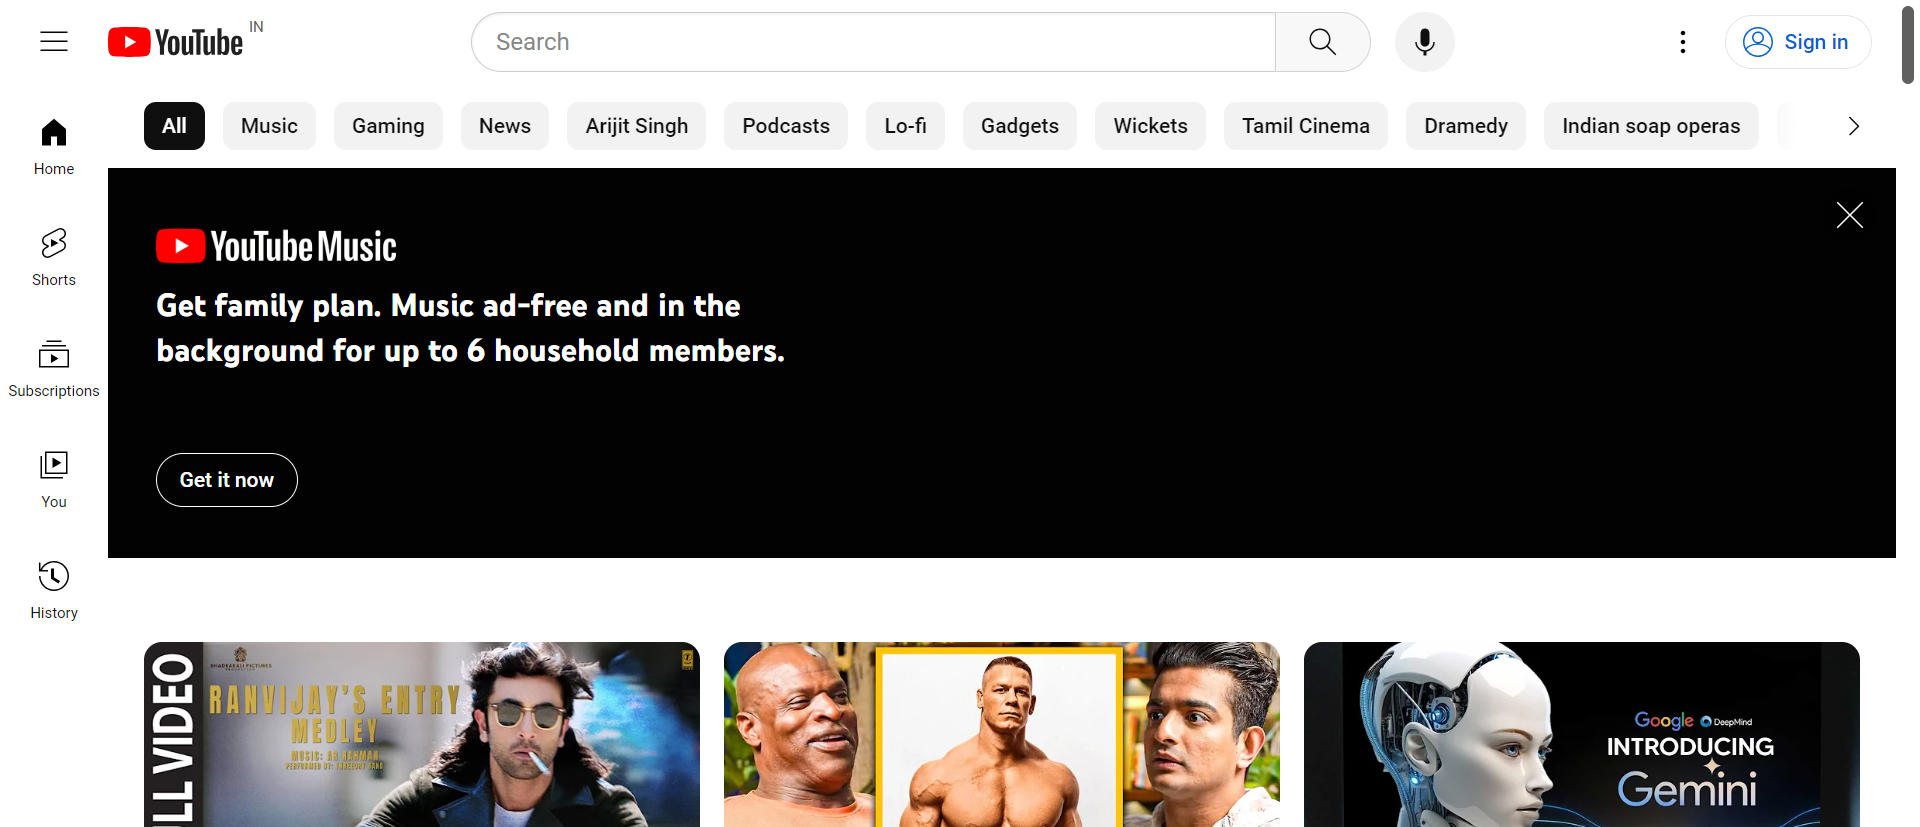 YouTube IN
Search
Sign in
All
Music
Gaming
News
Arijit Singh
Podcasts
Lo-fi
Gadgets
Wickets
Tamil Cinema
Dramedy
Indian soap operas
Home
Shorts
Subscriptions
You
History
YouTube Music
Get family plan. Music ad-free and in the
background for up to 6 household members.
Get it now
LL VIDEO
BHADRAKALI PICTURES
RANVIJAY'S ENTRY
MEDLEY
MUSIC: AR RAHMAN
Google DeepMind
INTRODUCING
Gemini